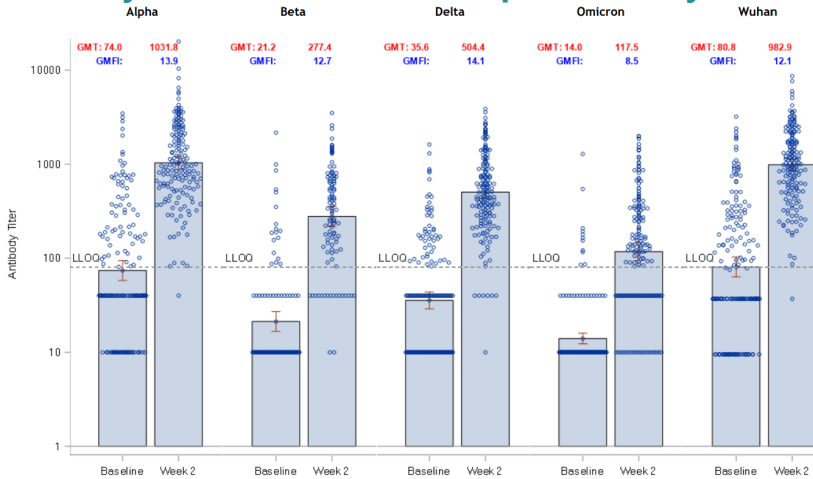 Alpha Beta Delta Omicron Wuhan
GMT: 74.0 1031.8 GMT: 21.2 277.4 GMT: 35.6 504.4 GMT: 14.0 117.5 GMT: 80.8 982.9
GMFI: 13.9 GMFI: 12.7 GMFI: 14.1 GMFI: 8.5 GMFI: 12.1
10000
1000
100
10
1
Antibody Titer
LLOQ LLOQ LLOQ LLOQ LLOQ
Baseline Week 2 Baseline Week 2 Baseline Week 2 Baseline Week 2 Baseline Week 2